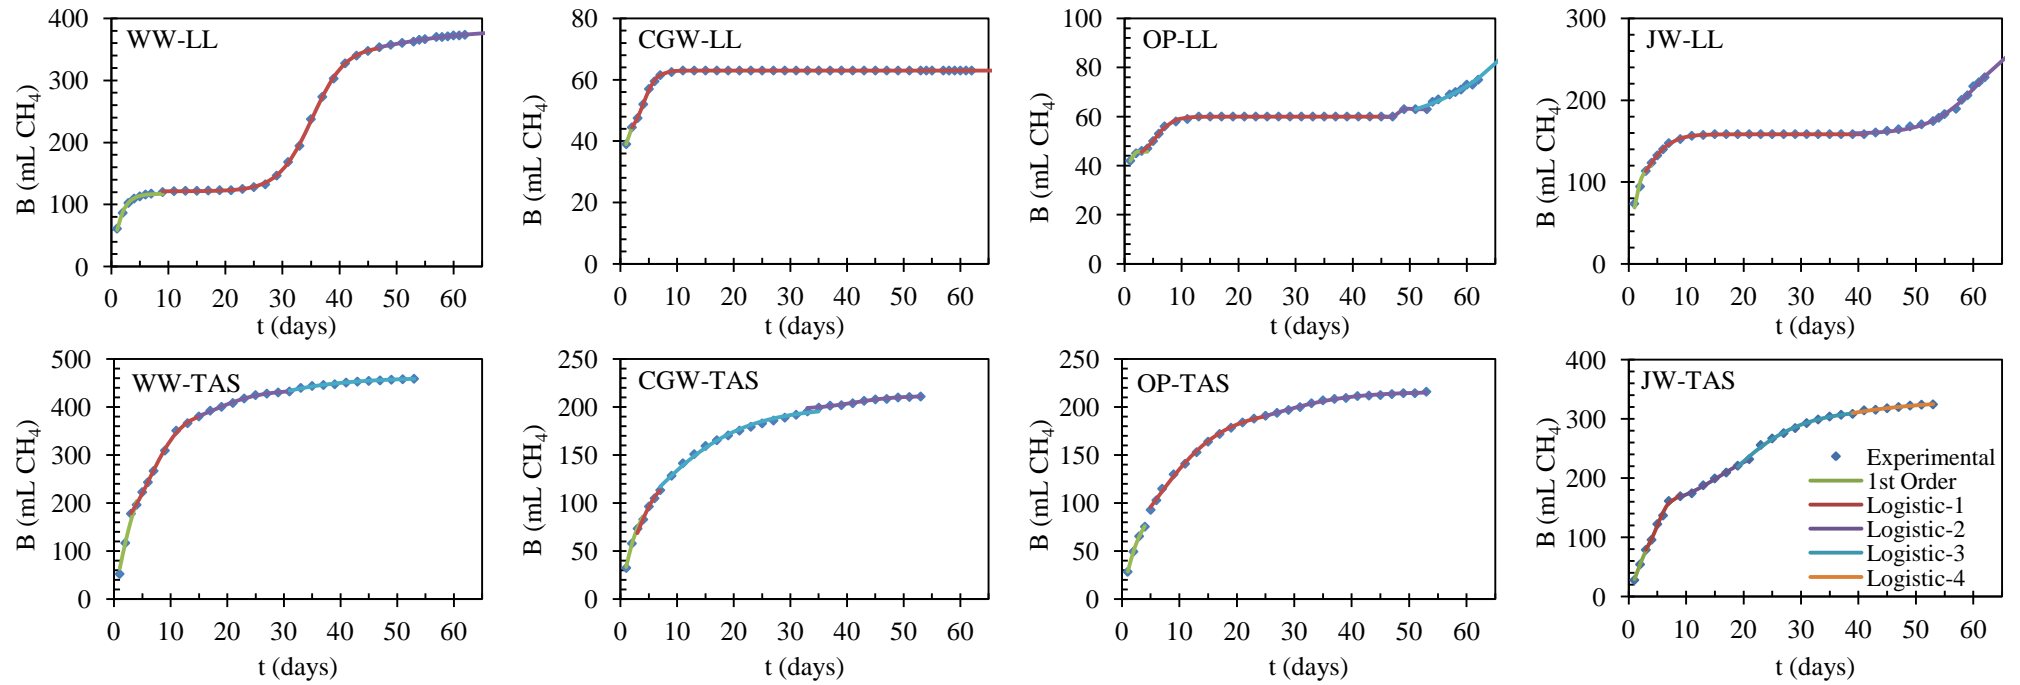 WW-LL
B (mL CH4)
400
300
200
100
0
0 10 20 30 40 50 60
t (days)
CGW-LL
B (mL CH4)
80
60
40
20
0
0 10 20 30 40 50 60
t (days)
OP-LL
B (mL CH4)
100
80
60
40
20
0
0 10 20 30 40 50 60
t (days)
JW-LL
B (mL CH4)
300
200
100
0
0 10 20 30 40 50 60
t (days)
WW-TAS
B (mL CH4)
500
400
300
200
100
0
0 10 20 30 40 50 60
t (days)
CGW-TAS
B (mL CH4)
250
200
150
100
50
0
0 10 20 30 40 50 60
t (days)
OP-TAS
B (mL CH4)
250
200
150
100
50
0
0 10 20 30 40 50 60
t (days)
JW-TAS
B (mL CH4)
400
300
200
100
0
0 10 20 30 40 50 60
t (days)
Experimental
1st Order
Logistic-1
Logistic-2
Logistic-3
Logistic-4